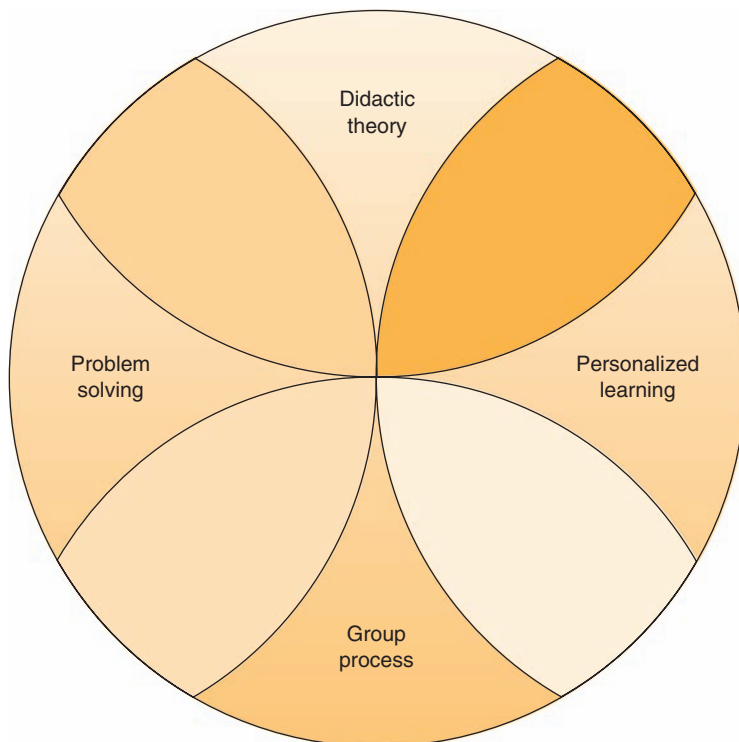 Didactic
theory
Problem
solving
Personalized
learning
Group
process